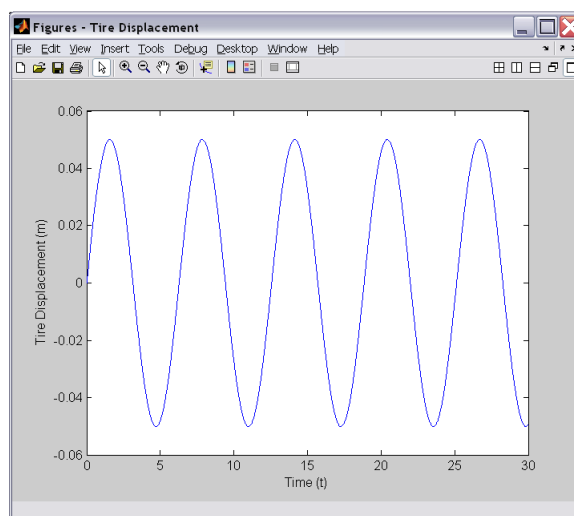 Figures - Tire Displacement
File Edit View Insert Tools Debug Desktop Window Help
0.06
0.04
0.02
0
-0.02
-0.04
-0.06
Tire Displacement (m)
0 5 10 15 20 25 30
Time (t)